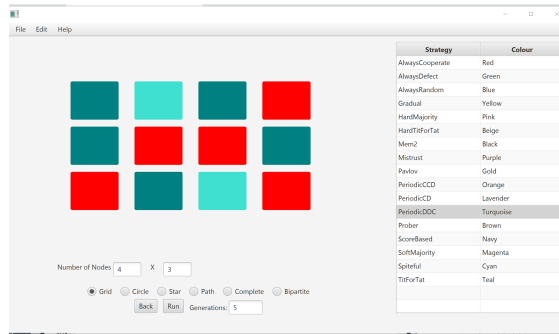 File Edit Help
Strategy Colour
AlwaysCooperate Red
AlwaysDefect Green
AlwaysRandom Blue
Gradual Yellow
HardMajority Pink
HardTitForTat Beige
Mem2 Black
Mistrust Purple
Pavlov Gold
PeriodicCCD Orange
PeriodicCD Lavender
PeriodicDDC Turquoise
Prober Brown
ScoreBased Navy
SoftMajority Magenta
Spiteful Cyan
TitForTat Teal
Number of Nodes 4 X 3
Grid Circle Star Path Complete Bipartite
Back Run Generations: 5